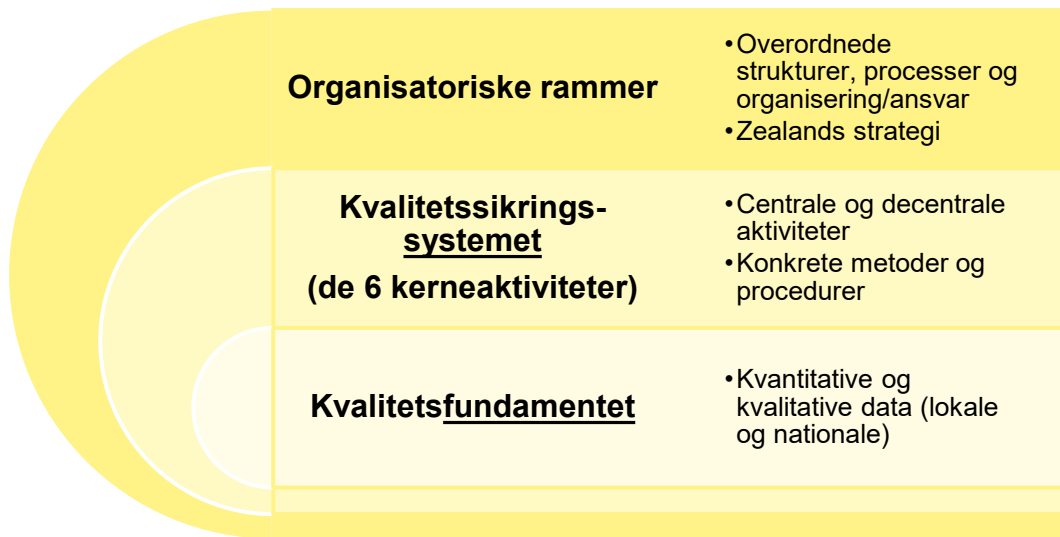 Organisatoriske rammer
•Overordnede
strukturer, processer og
organisering/ansvar
•Zealands strategi
Kvalitetssikrings-
systemet
(de 6 kerneaktiviteter)
•Centrale og decentrale
aktiviteter
•Konkrete metoder og
procedurer
Kvalitetsfundamentet
•Kvantitative og
kvalitative data (lokale
og nationale)